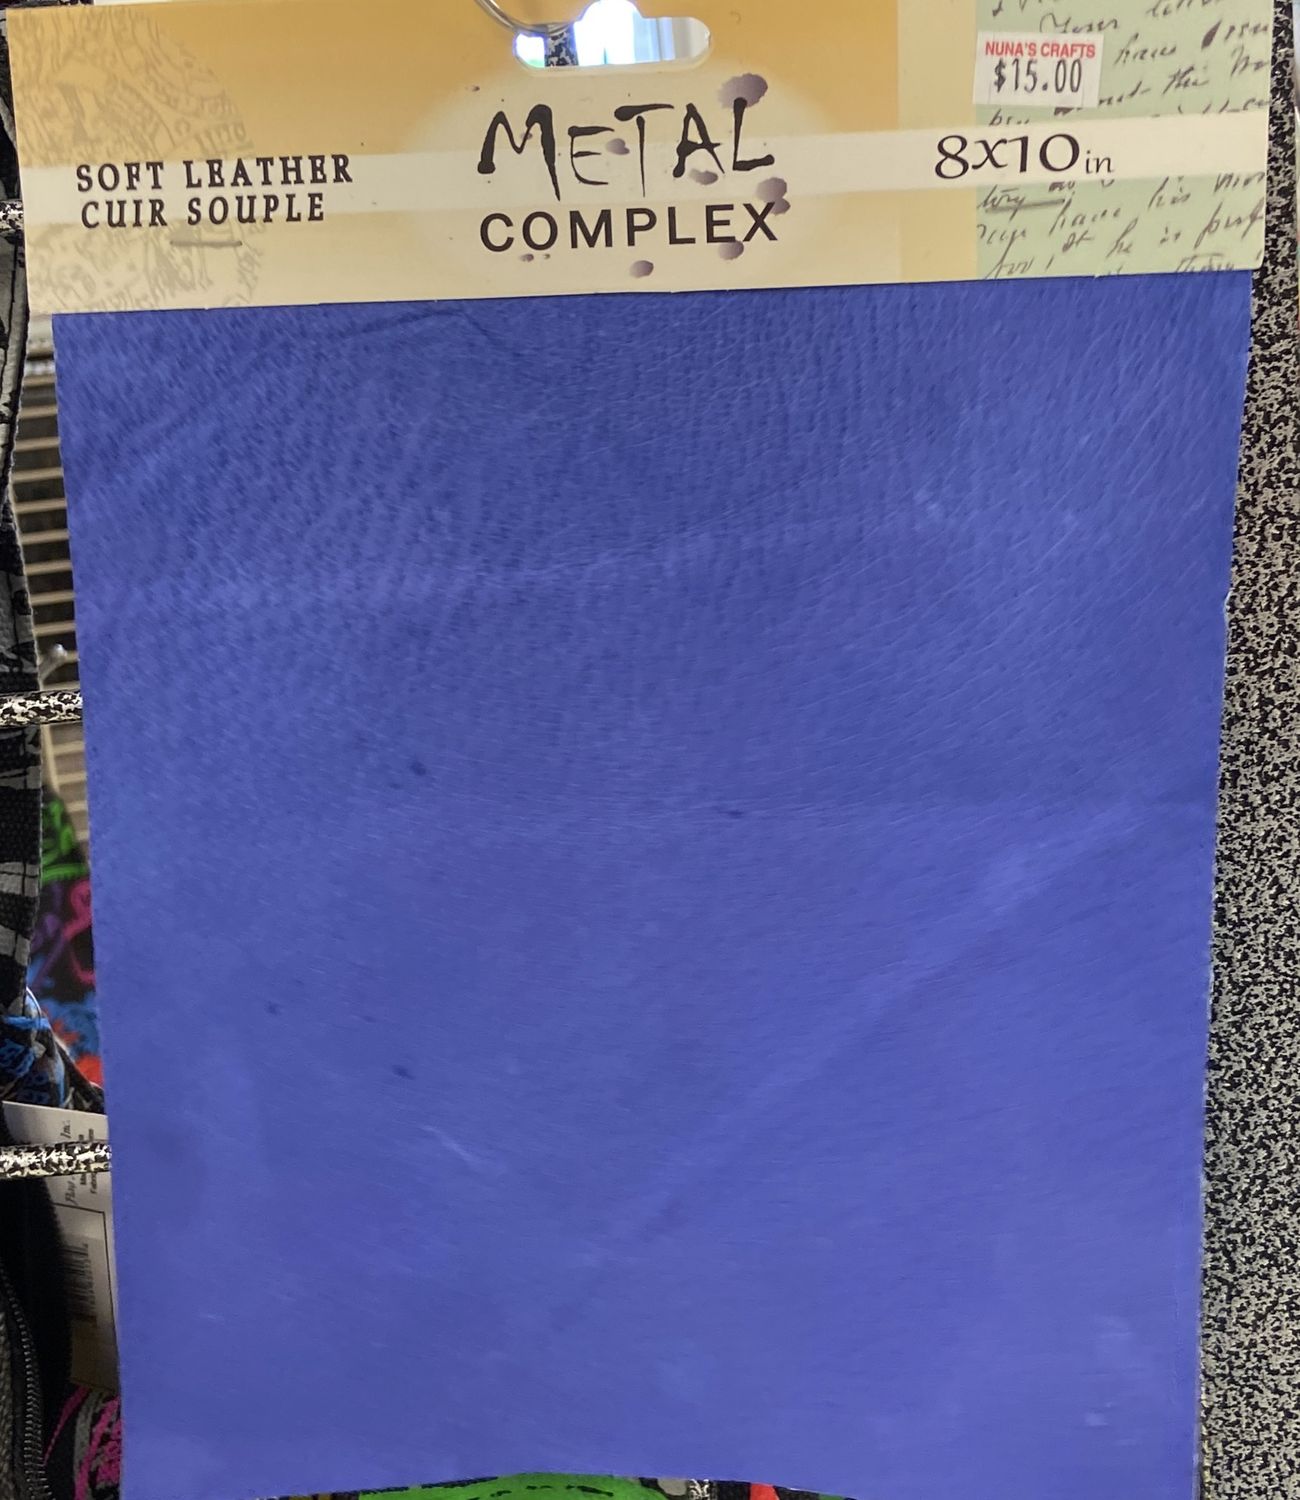 NUNA'S CRAFTS
$15.00
METAL
COMPLEX
8x10in
SOFT LEATHER
CUIR SOUPLE